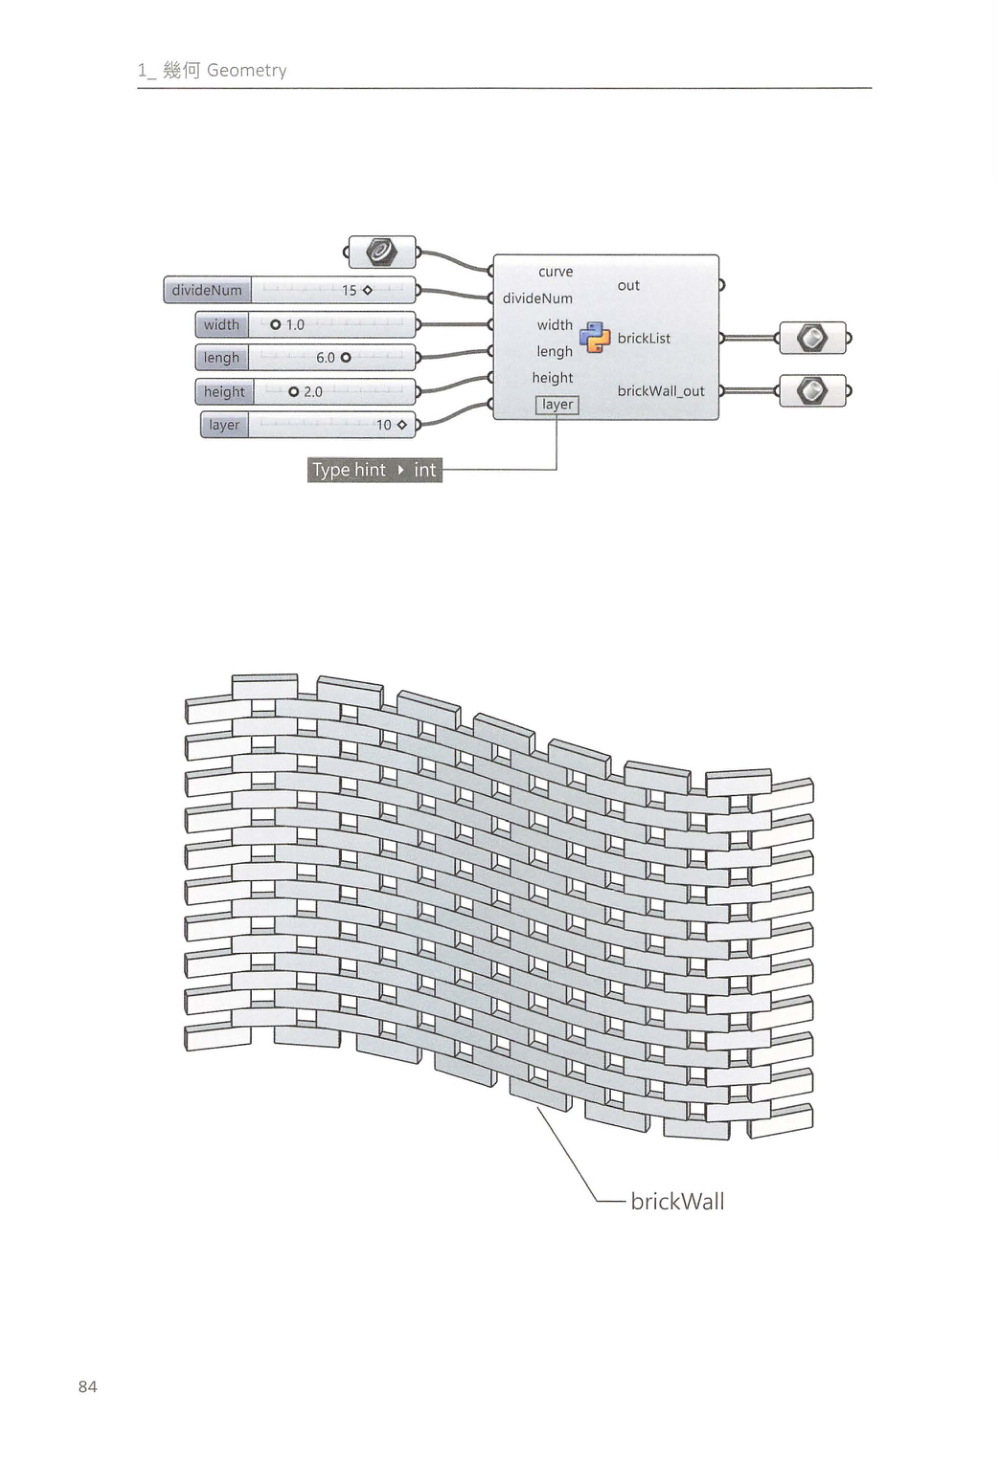 1_ 幾何 Geometry
curve
divideNum 15
divideNum
out
width 1.0
width
brickList
lengh 6.0
lengh
height 2.0
height
brickWall_out
layer 10
layer
Type hint ▸ int
brickWall
84